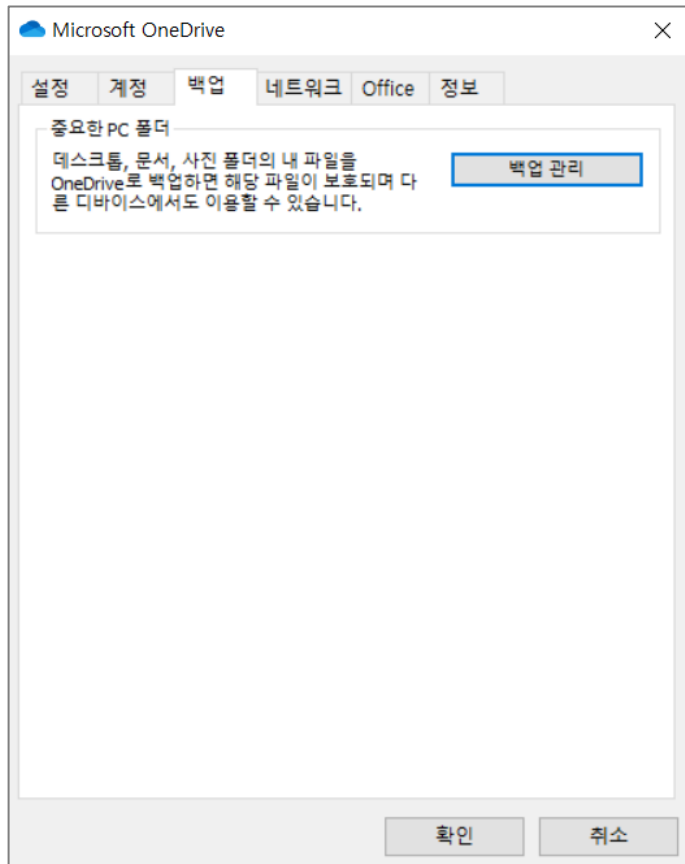 Microsoft OneDrive
설정 계정 백업 네트워크 Office 정보
중요한 PC 폴더
데스크톱, 문서, 사진 폴더의 내 파일을
OneDrive로 백업하면 해당 파일이 보호되며 다
른 디바이스에서도 이용할 수 있습니다.
백업 관리
확인 취소